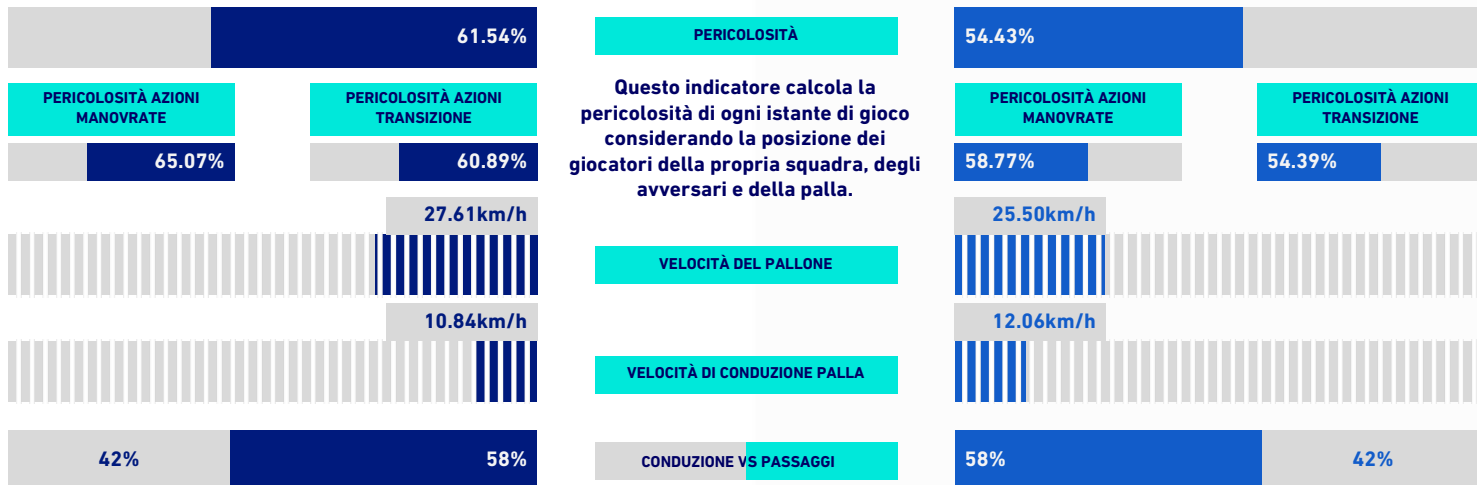 61.54%
PERICOLOSITÀ
54.43%
PERICOLOSITÀ AZIONI
MANOVRATE
PERICOLOSITÀ AZIONI
TRANSIZIONE
65.07%
60.89%
Questo indicatore calcola la
pericolosità di ogni istante di gioco
considerando la posizione dei
giocatori della propria squadra, degli
avversari e della palla.
PERICOLOSITÀ AZIONI
MANOVRATE
PERICOLOSITÀ AZIONI
TRANSIZIONE
58.77%
54.39%
27.61km/h
VELOCITÀ DEL PALLONE
25.50km/h
10.84km/h
VELOCITÀ DI CONDUZIONE PALLA
12.06km/h
42%
58%
CONDUZIONE VS PASSAGGI
58%
42%